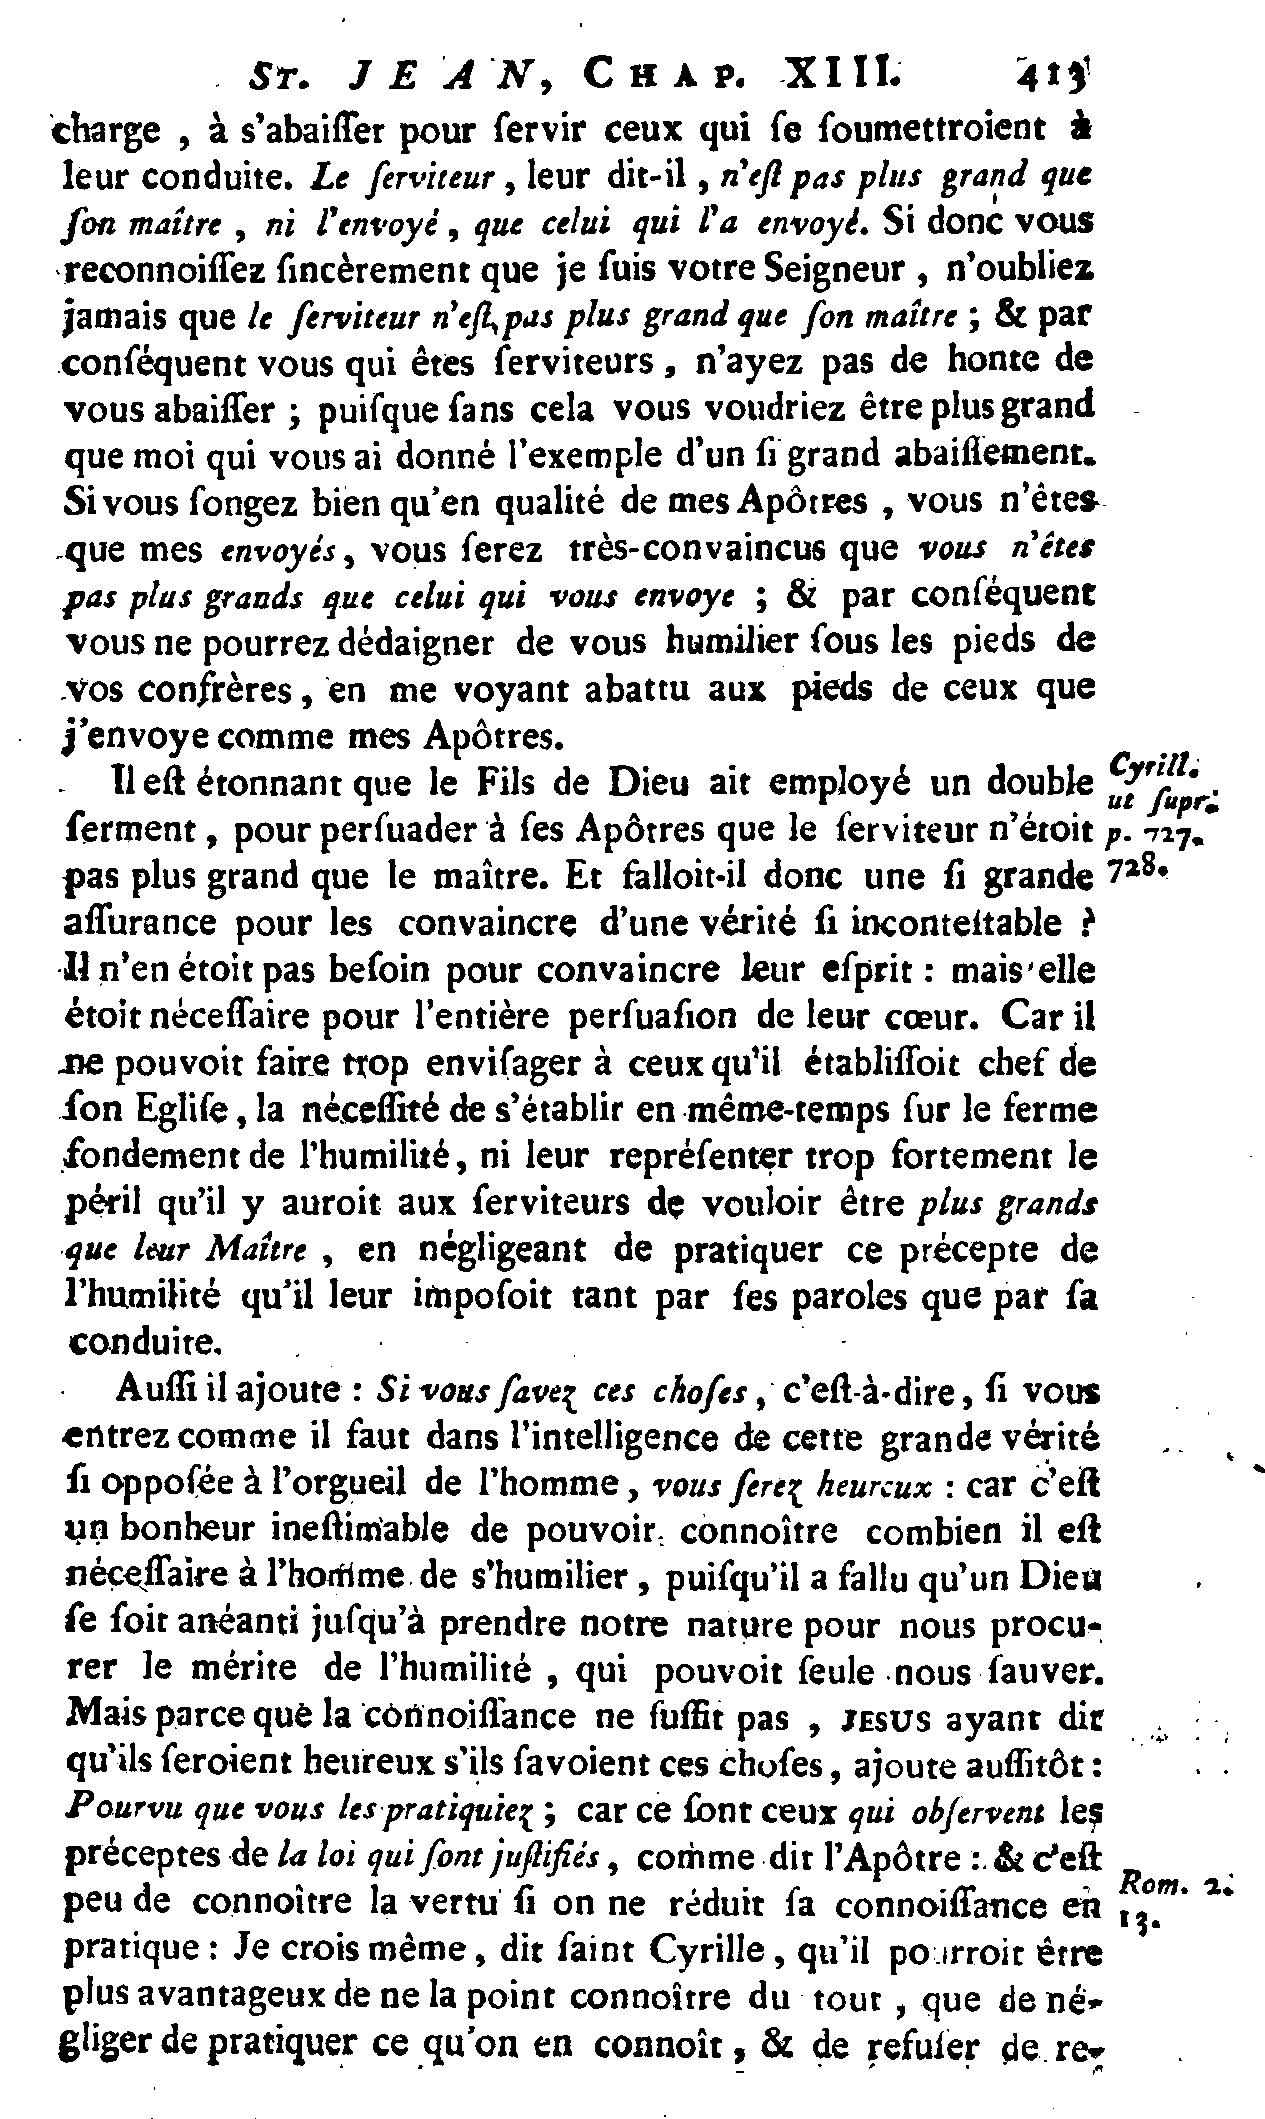 ST. JEAN, CHAP. XIII. 413
charge, à s'abaiſſer pour ſervir ceux qui ſe ſoumettroient à
leur conduite. Le ſerviteur, leur dit-il, n'eſt pas plus grand que
ſon maître, ni l'envoyé, que celui qui l'a envoyé. Si donc vous
reconnoiſſez ſincèrement que je ſuis votre Seigneur, n'oubliez
jamais que le ſerviteur n'eſt pas plus grand que ſon maître ; & par
conſéquent vous qui êtes ſerviteurs, n'ayez pas de honte de
vous abaiſſer ; puiſque ſans cela vous voudriez être plus grand
que moi qui vous ai donné l'exemple d'un ſi grand abaiſſement.
Si vous ſongez bien qu'en qualité de mes Apôtres, vous n'êtes
que mes envoyés, vous ſerez très-convaincus que vous n'êtes
pas plus grands que celui qui vous envoye ; & par conſéquent
vous ne pourrez dédaigner de vous humilier ſous les pieds de
vos confrères, en me voyant abattu aux pieds de ceux que
j'envoye comme mes Apôtres.
Il eſt étonnant que le Fils de Dieu ait employé un double
ſerment, pour perſuader à ſes Apôtres que le ſerviteur n'étoit
pas plus grand que le maître. Et falloit-il donc une ſi grande
aſſurance pour les convaincre d'une vérité ſi inconteſtable ?
Il n'en étoit pas beſoin pour convaincre leur eſprit : mais elle
étoit néceſſaire pour l'entière perſuaſion de leur cœur. Car il
ne pouvoit faire trop enviſager à ceux qu'il établiſſoit chef de
ſon Egliſe, la néceſſité de s'établir en même-temps ſur le ferme
fondement de l'humilité, ni leur repréſenter trop fortement le
péril qu'il y auroit aux ſerviteurs de vouloir être plus grands
que leur Maître, en négligeant de pratiquer ce précepte de
l'humilité qu'il leur impoſoit tant par ſes paroles que par ſa
conduite.
Cyrill.
ut ſupr.
p. 727.
728.
Auſſi il ajoute : Si vous ſavez ces choſes, c'eſt-à-dire, ſi vous
entrez comme il faut dans l'intelligence de cette grande vérité
ſi oppoſée à l'orgueil de l'homme, vous ſerez heureux : car c'eſt
un bonheur ineſtimable de pouvoir connoître combien il eſt
néceſſaire à l'homme de s'humilier, puiſqu'il a fallu qu'un Dieu
ſe ſoit anéanti juſqu'à prendre notre nature pour nous procu-
rer le mérite de l'humilité, qui pouvoit ſeule nous ſauver.
Mais parce que la connoiſſance ne ſuffit pas, JESUS ayant dit
qu'ils ſeroient heureux s'ils ſavoient ces choſes, ajoute auſſitôt :
Pourvu que vous les pratiquiez ; car ce ſont ceux qui obſervent les
préceptes de la loi qui ſont juſtifiés, comme dit l'Apôtre : & c'eſt
peu de connoître la vertu ſi on ne réduit ſa connoiſſance en
pratique : Je crois même, dit ſaint Cyrille, qu'il pourroit être
plus avantageux de ne la point connoître du tout, que de né-
gliger de pratiquer ce qu'on en connoît, & de refuſer de re-
Rom. 2.
13.